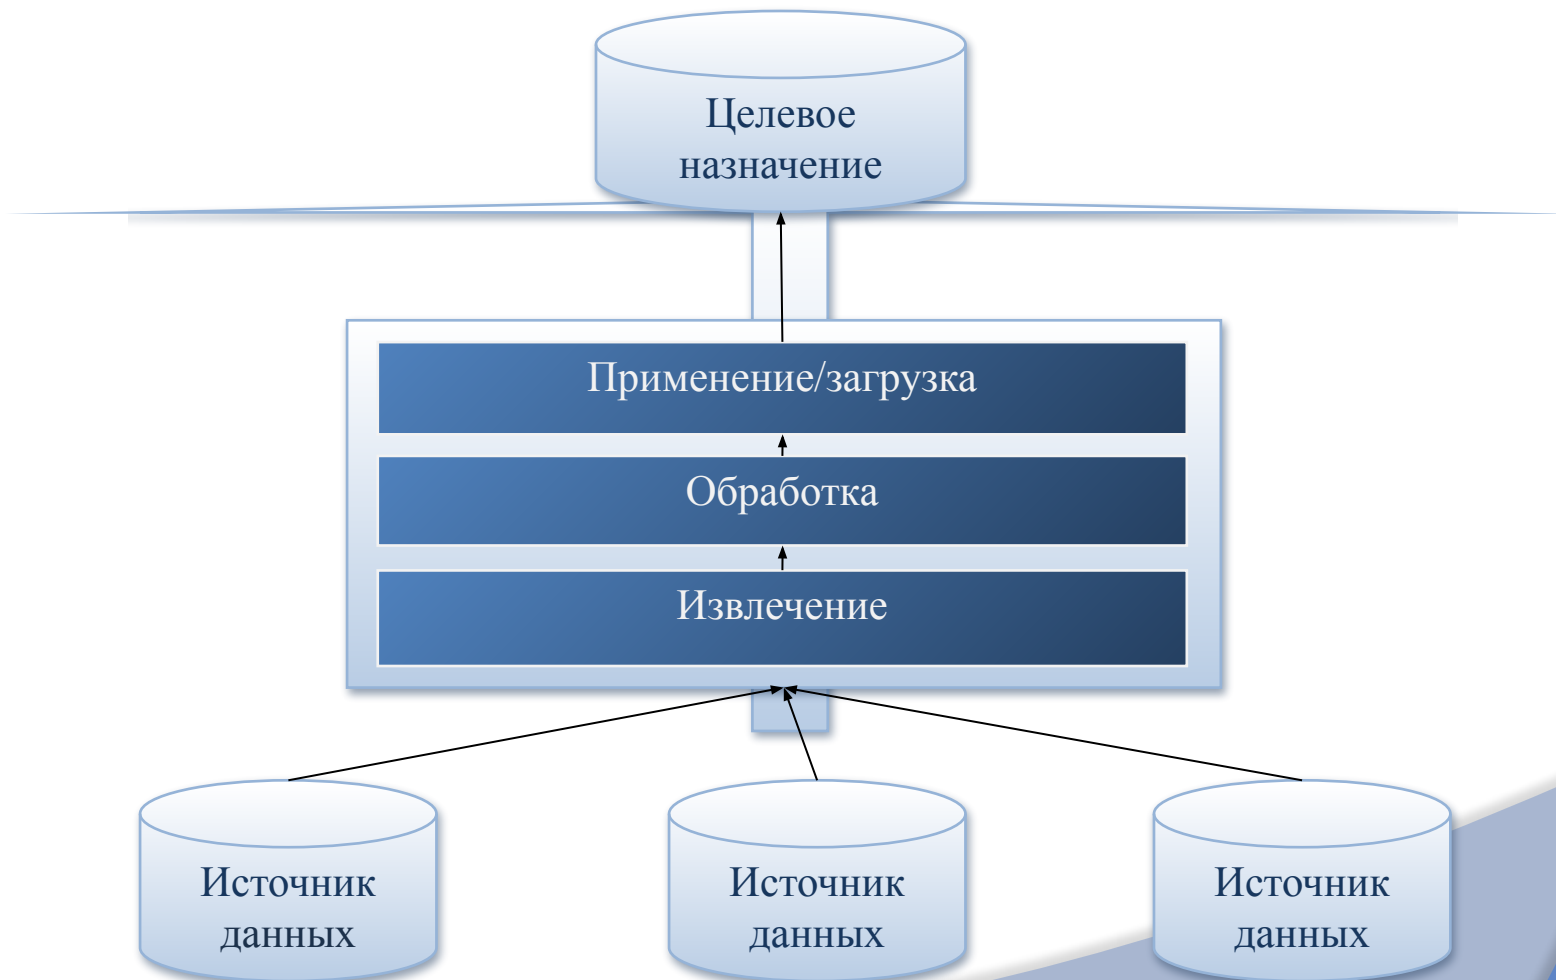 Целевое
назначение
Применение/загрузка
Обработка
Извлечение
Источник
данных
Источник
данных
Источник
данных